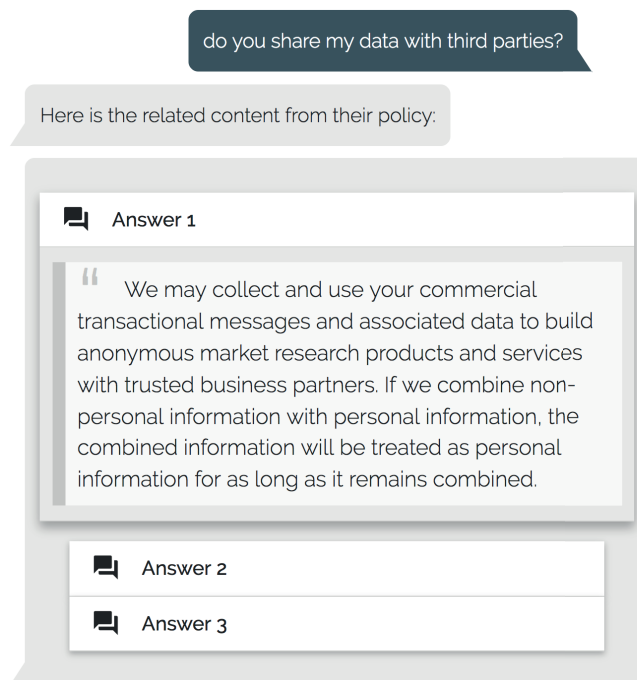 do you share my data with third parties?
Here is the related content from their policy:
Answer 1
“ We may collect and use your commercial
transactional messages and associated data to build
anonymous market research products and services
with trusted business partners. If we combine non-
personal information with personal information, the
combined information will be treated as personal
information for as long as it remains combined.
Answer 2
Answer 3